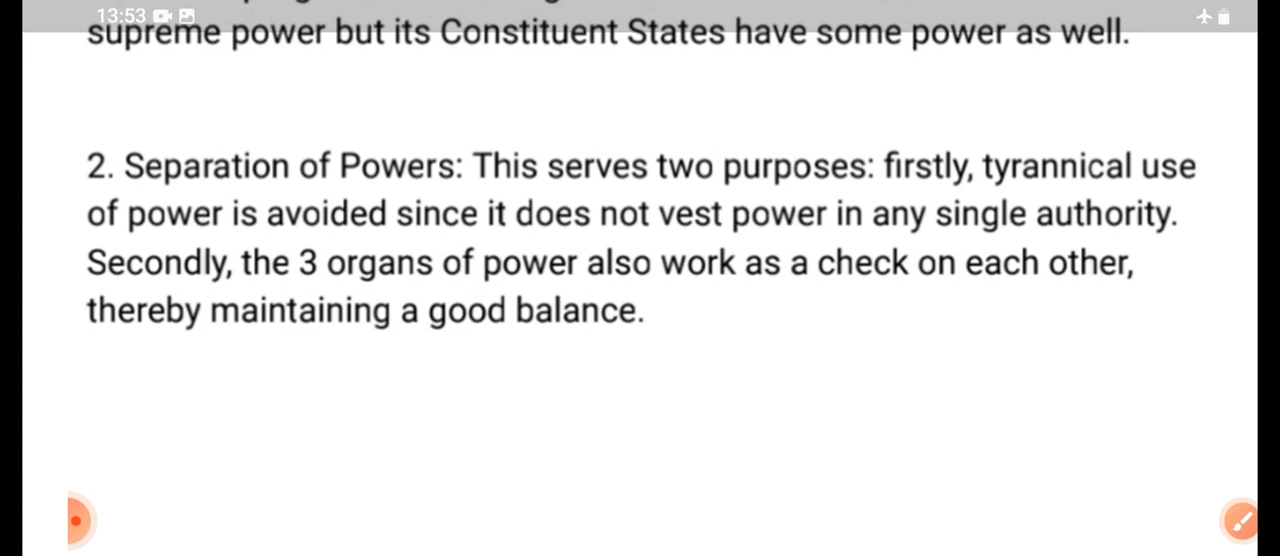 13:53
supreme power but its Constituent States have some power as well.
2. Separation of Powers: This serves two purposes: firstly, tyrannical use
of power is avoided since it does not vest power in any single authority.
Secondly, the 3 organs of power also work as a check on each other,
thereby maintaining a good balance.